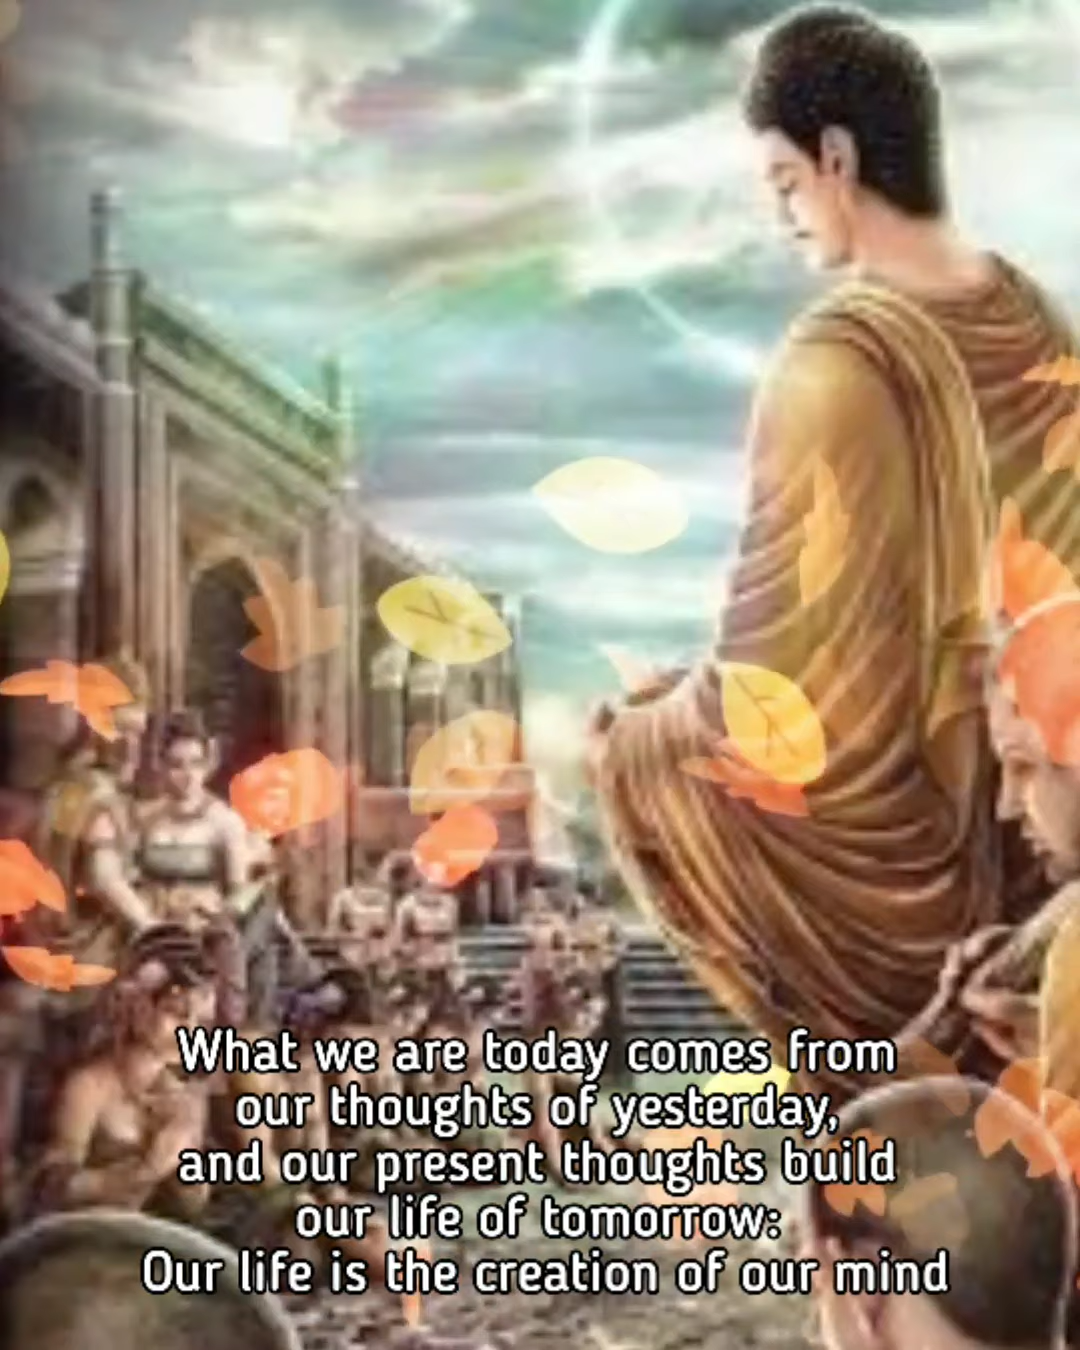 What we are today comes from
our thoughts of yesterday,
and our present thoughts build
our life of tomorrow:
Our life is the creation of our mind